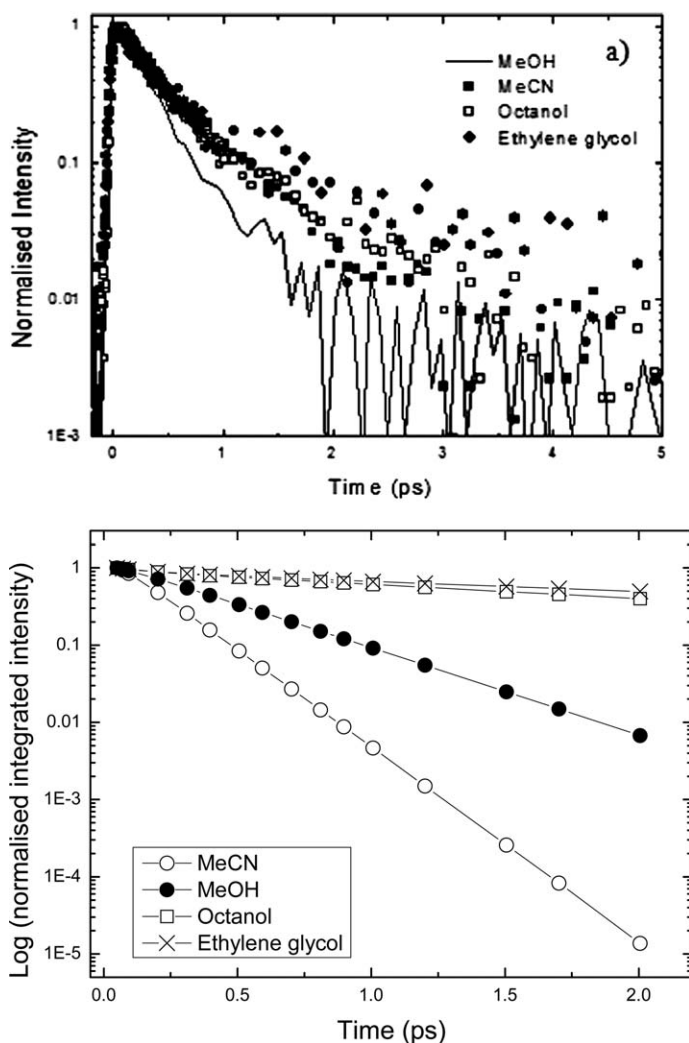 a)
MeOH
MeCN
Octanol
Ethylene glycol
Normalised Intensity
1
0.1
0.01
1E-3
0 1 2 3 4 5
Time (ps)
Log (normalised integrated intensity)
1
0.1
0.01
1E-3
1E-4
1E-5
MeCN
MeOH
Octanol
Ethylene glycol
0.0 0.5 1.0 1.5 2.0
Time (ps)